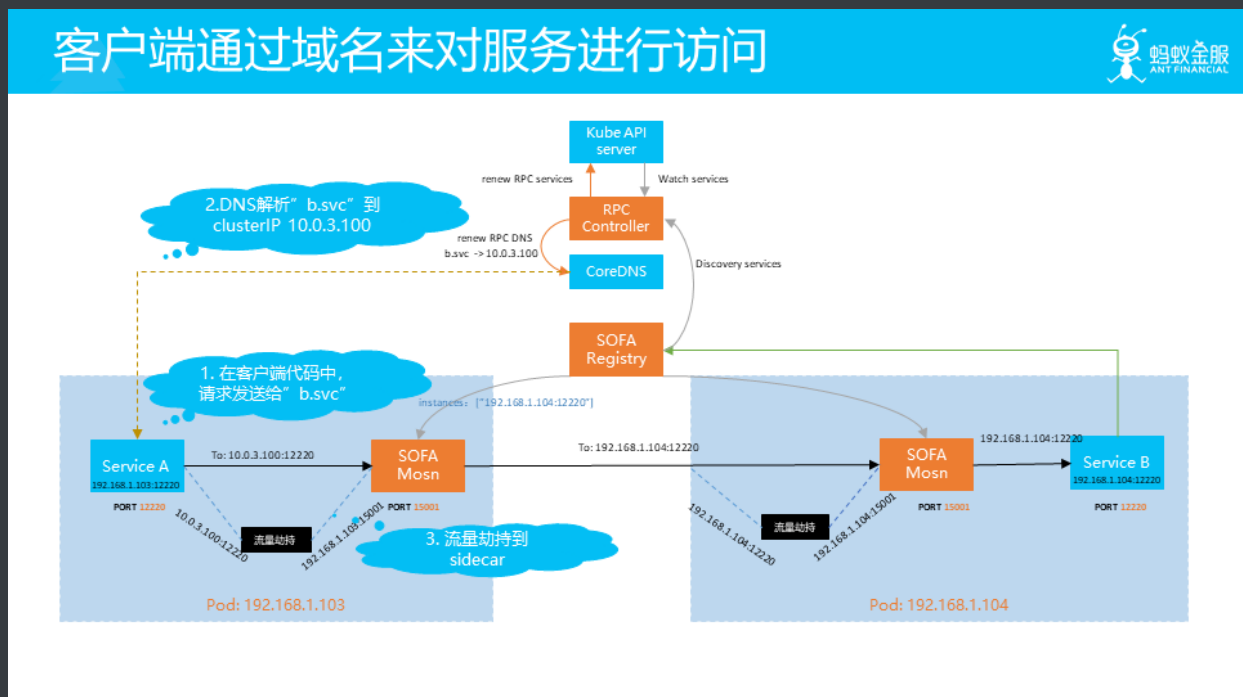 客户端通过域名来对服务进行访问
蚂蚁金服
ANT FINANCIAL
Kube API
server
renew RPC services
Watch services
2.DNS解析”b.svc”到
clusterIP 10.0.3.100
RPC
Controller
renew RPC DNS
b.svc -> 10.0.3.100
CoreDNS
Discovery services
SOFA
Registry
1. 在客户端代码中，
请求发送给”b.svc”
instances：["192.168.1.104:12220"]
Service A
192.168.1.103:12220
PORT 12220
To: 10.0.3.100:12220
SOFA
Mosn
PORT 15001
To: 192.168.1.104:12220
SOFA
Mosn
PORT 15001
192.168.1.104:12220
Service B
192.168.1.104:12220
PORT 12220
10.0.3.100:12220
流量劫持
192.168.1.103:15001
3. 流量劫持到
sidecar
192.168.1.104:12220
流量劫持
192.168.1.104:15001
Pod: 192.168.1.103
Pod: 192.168.1.104